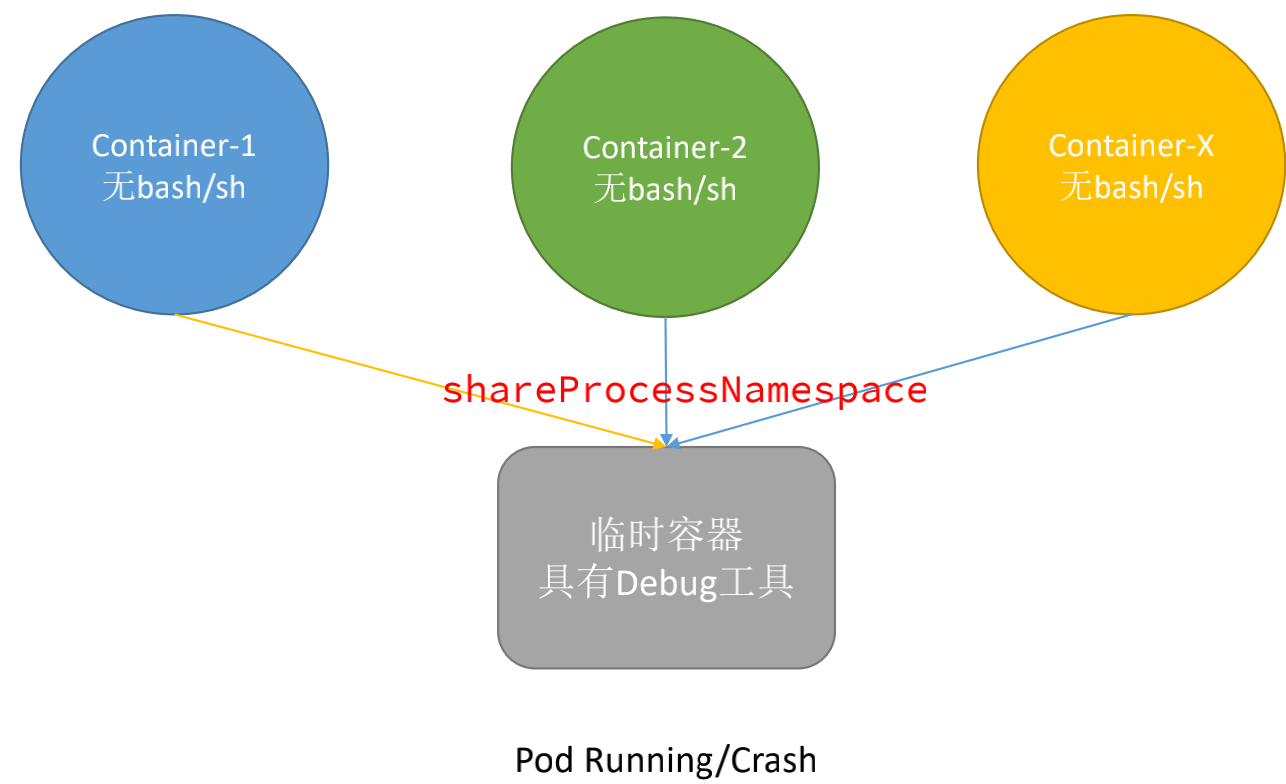 Container-1
无bash/sh
Container-2
无bash/sh
Container-X
无bash/sh
shareProcessNamespace
临时容器
具有Debug工具
Pod Running/Crash